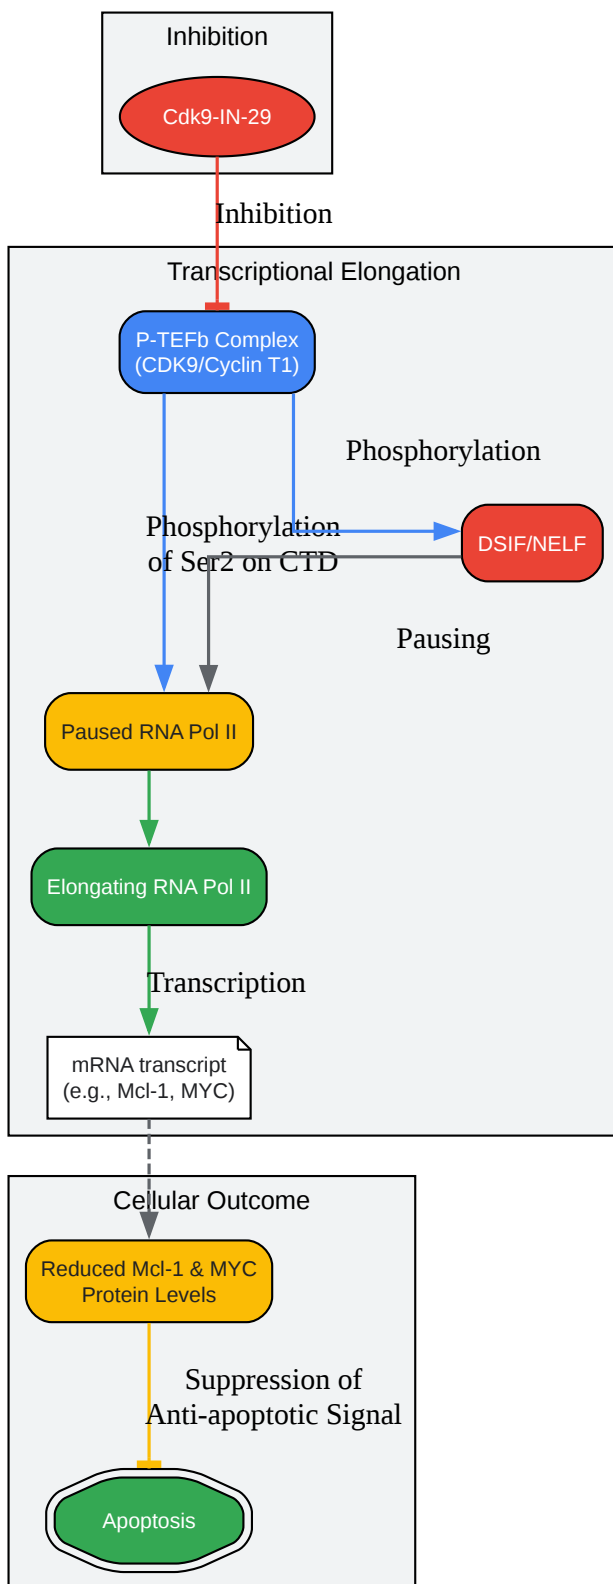 Inhibition
Cdk9-IN-29
Inhibition
Transcriptional Elongation
P-TEFb Complex
(CDK9/Cyclin T1)
Phosphorylation
Phosphorylation
of Ser2 on CTD
DSIF/NELF
Pausing
Paused RNA Pol II
Elongating RNA Pol II
Transcription
mRNA transcript
(e.g., Mcl-1, MYC)
Cellular Outcome
Reduced Mcl-1 & MYC
Protein Levels
Suppression of
Anti-apoptotic Signal
Apoptosis